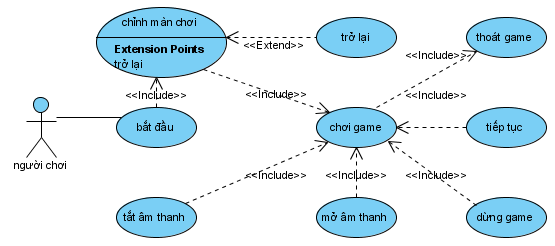 chỉnh màn chơi
Extension Points
trở lại
<<Extend>>
trở lại
thoát game
<<Include>>
<<Include>>
<<Include>>
<<Include>>
người chơi
bắt đầu
chơi game
tiếp tục
<<Include>>
<<Include>>
<<Include>>
tắt âm thanh
mở âm thanh
dừng game